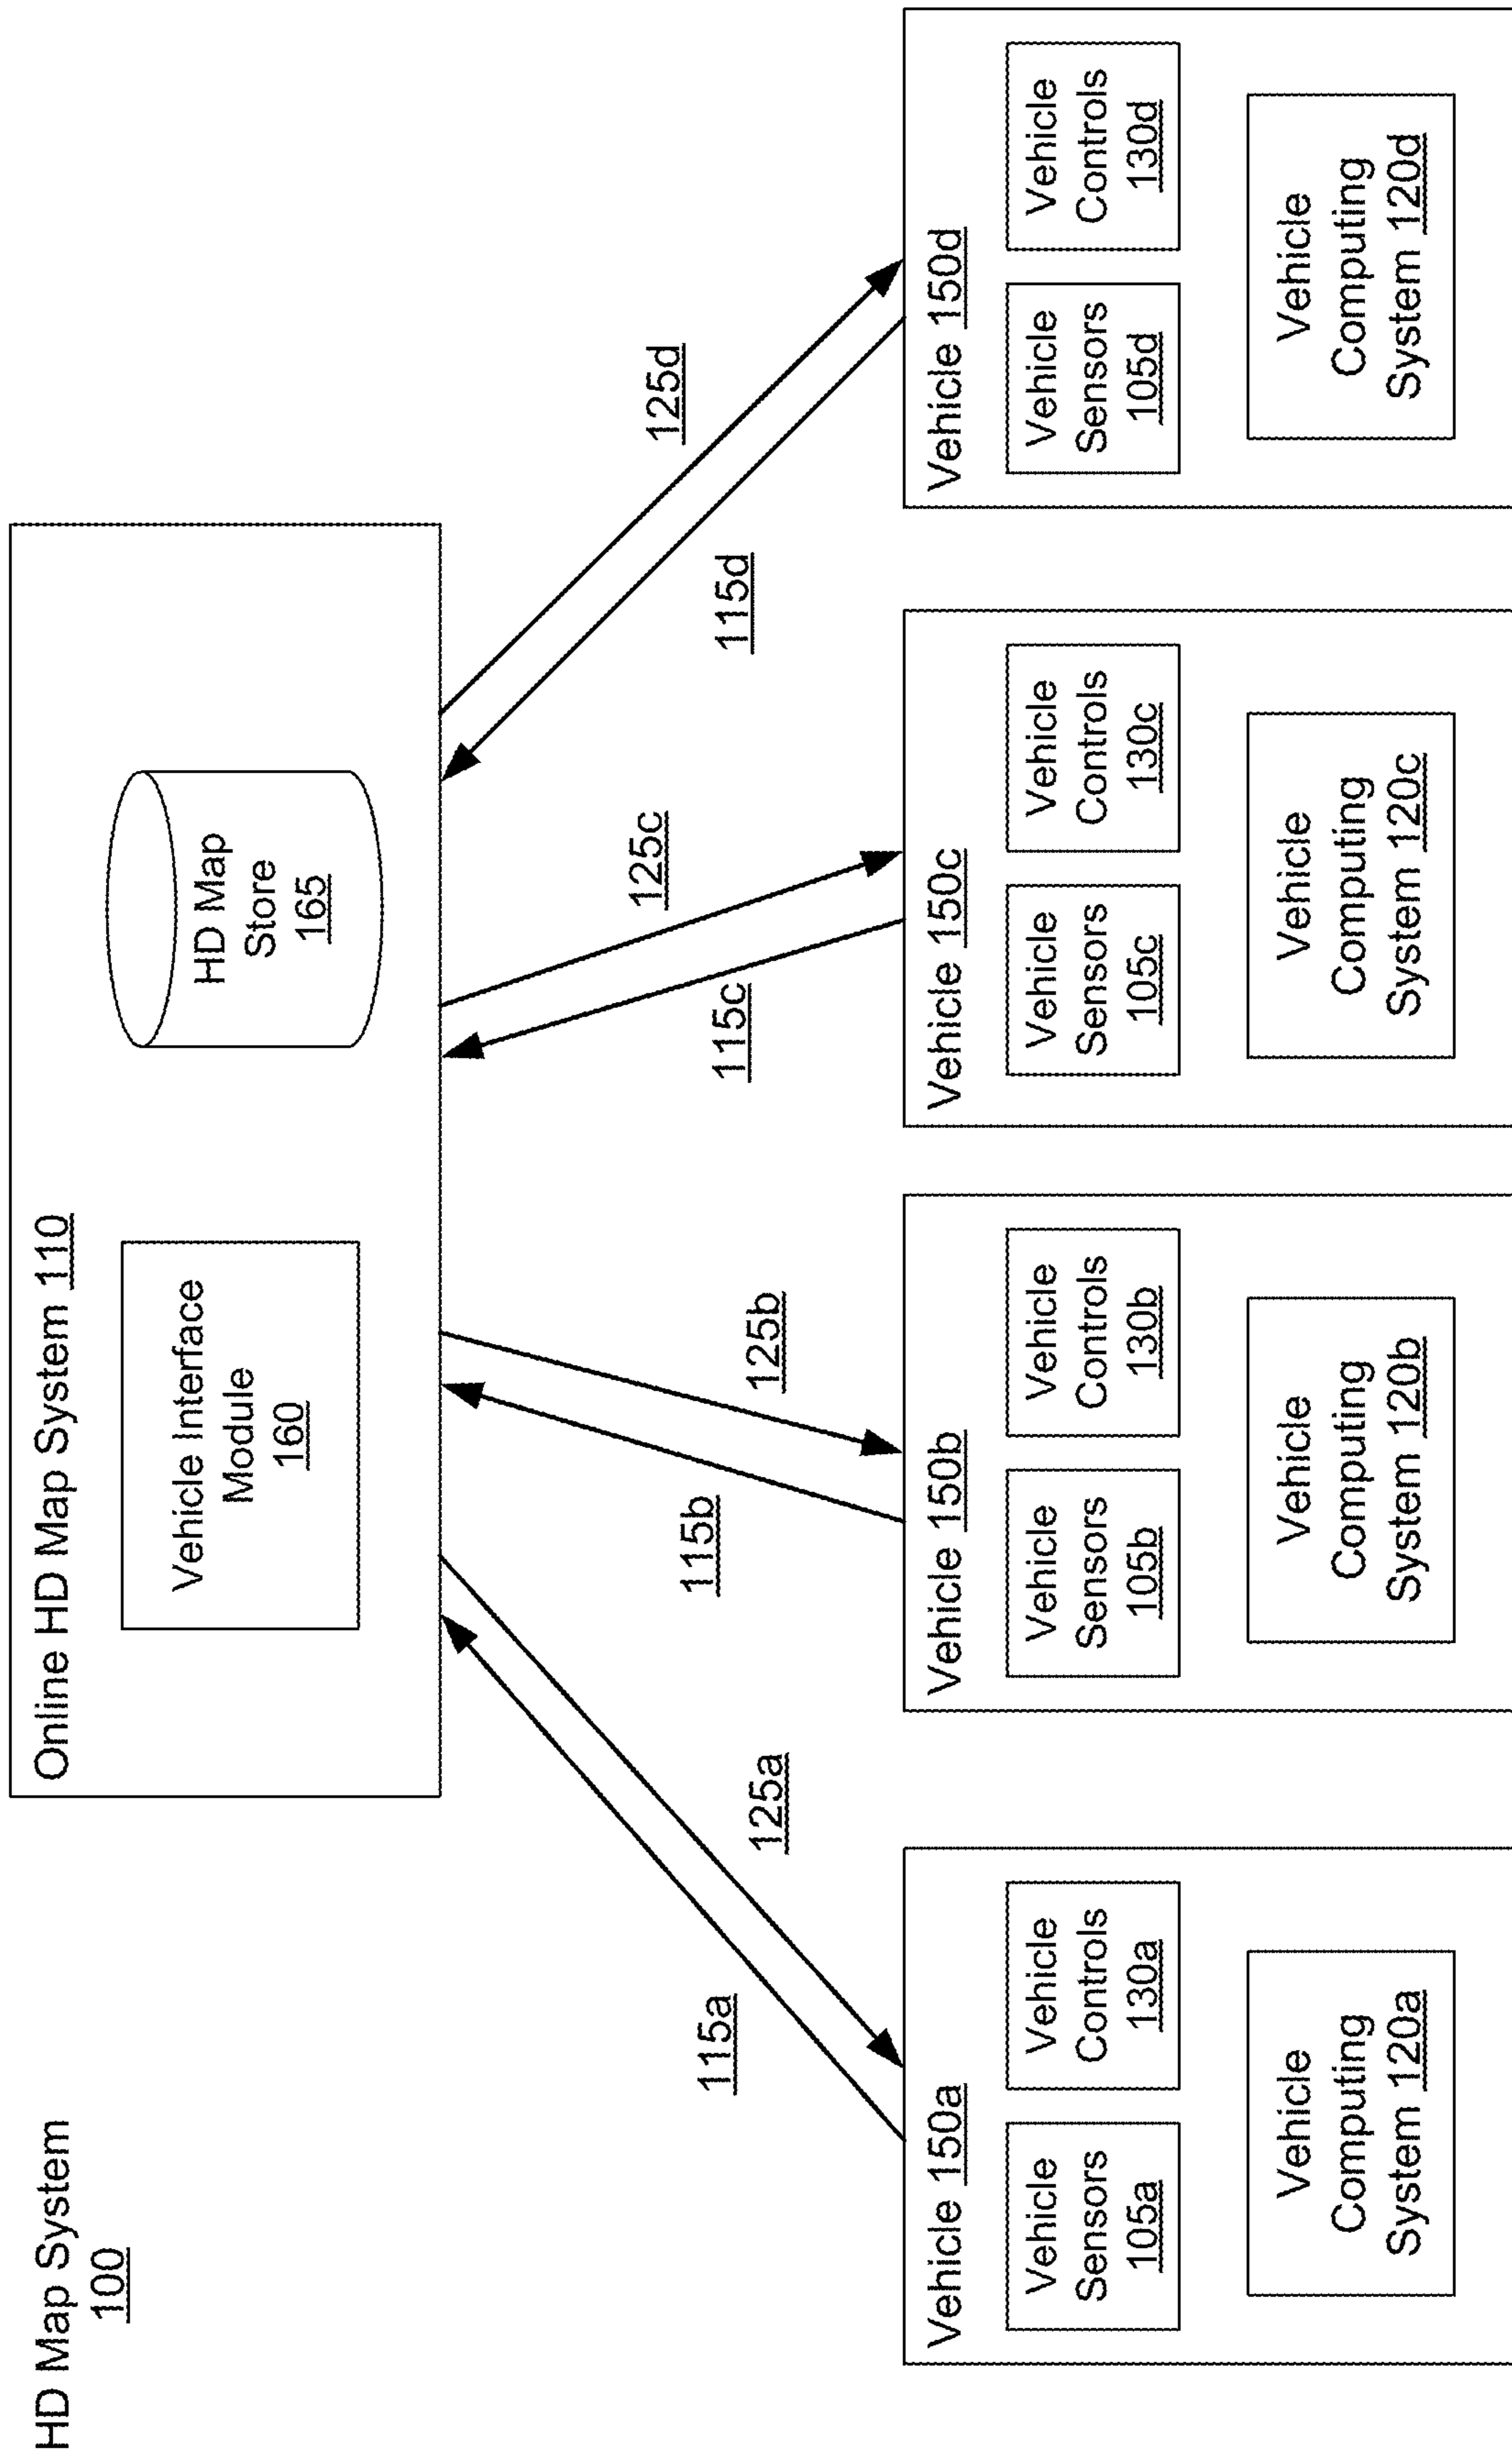 HD Map System
100
Online HD Map System 110
Vehicle Interface
Module
160
HD Map
Store
165
115a
125a
115b
125b
115c
125c
115d
125d
Vehicle 150a
Vehicle
Sensors
105a
Vehicle
Controls
130a
Vehicle
Computing
System 120a
Vehicle 150b
Vehicle
Sensors
105b
Vehicle
Controls
130b
Vehicle
Computing
System 120b
Vehicle 150c
Vehicle
Sensors
105c
Vehicle
Controls
130c
Vehicle
Computing
System 120c
Vehicle 150d
Vehicle
Sensors
105d
Vehicle
Controls
130d
Vehicle
Computing
System 120d